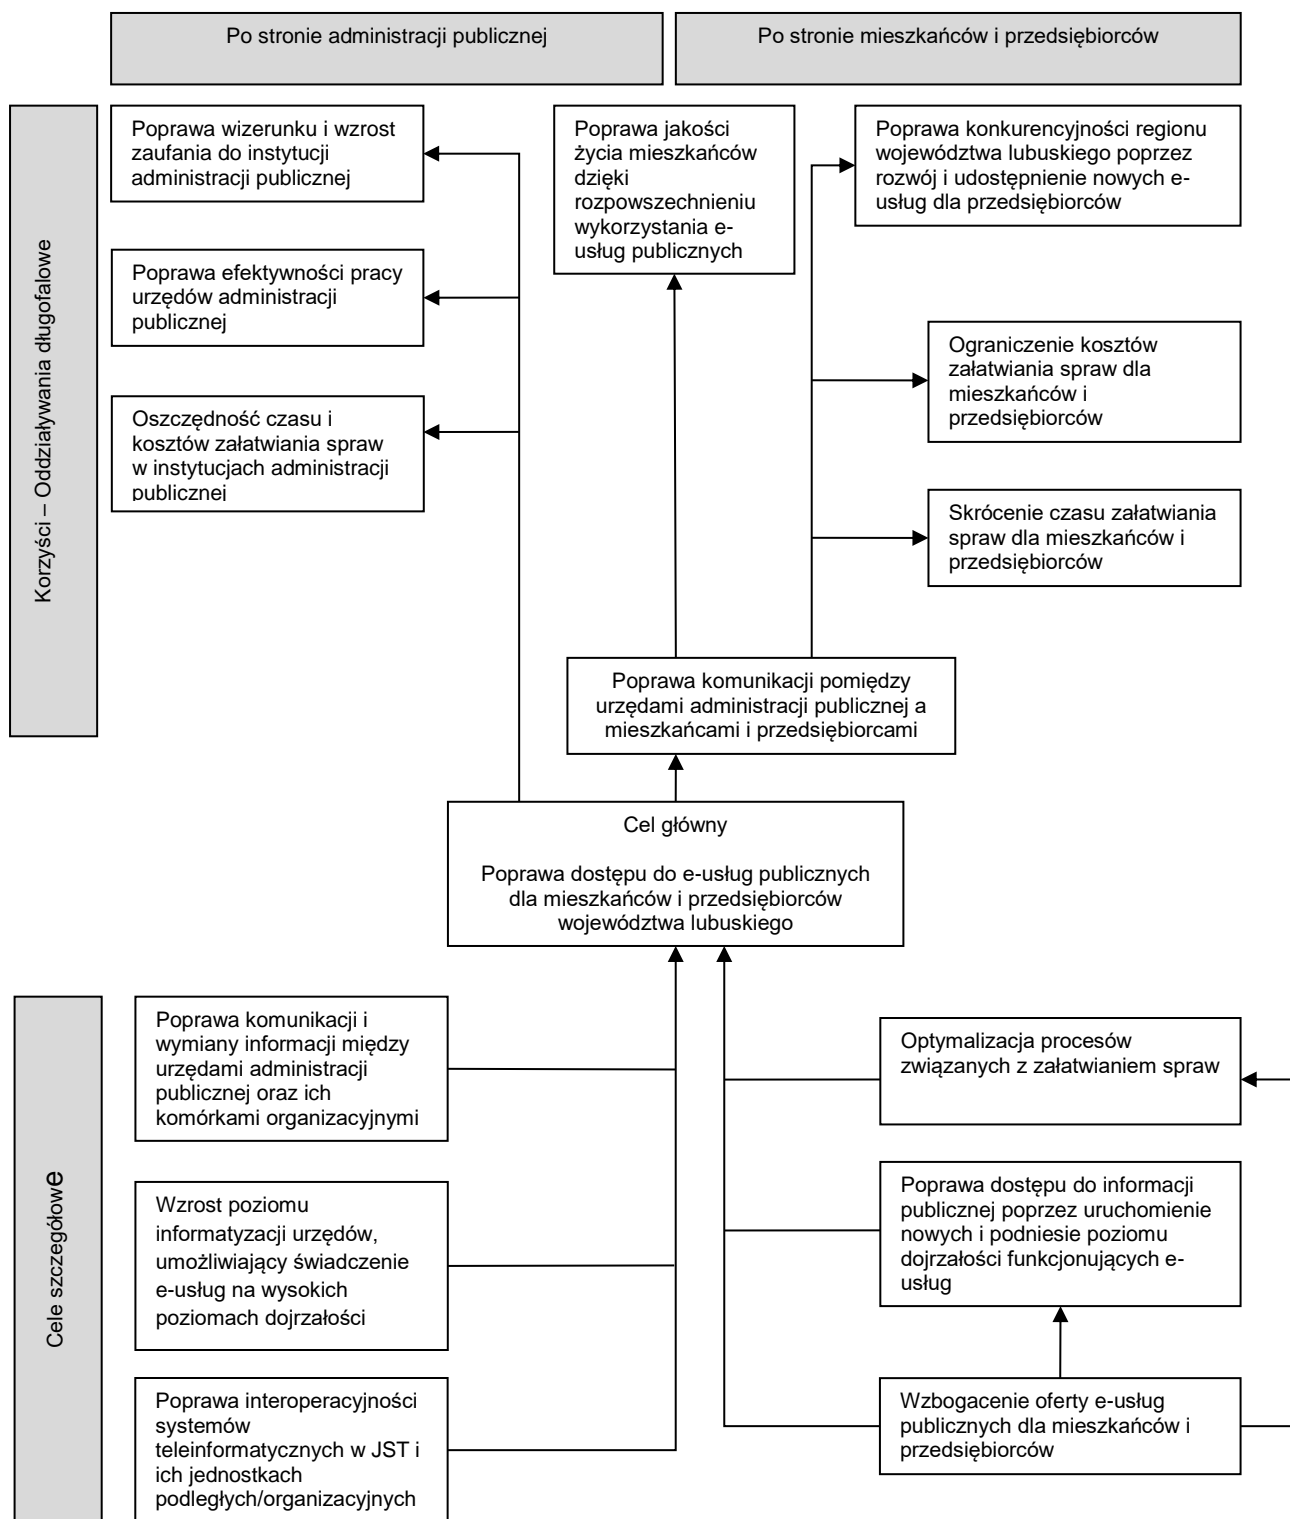 Po stronie administracji publicznej
Po stronie mieszkańców i przedsiębiorców
Korzyści – Oddziaływania długofalowe
Poprawa wizerunku i wzrost
zaufania do instytucji
administracji publicznej
Poprawa efektywności pracy
urzędów administracji
publicznej
Oszczędność czasu i
kosztów załatwiania spraw
w instytucjach administracji
publicznej
Poprawa jakości
życia mieszkańców
dzięki
rozpowszechnieniu
wykorzystania e-
usług publicznych
Poprawa konkurencyjności regionu
województwa lubuskiego poprzez
rozwój i udostępnienie nowych e-
usług dla przedsiębiorców
Ograniczenie kosztów
załatwiania spraw dla
mieszkańców i
przedsiębiorców
Skrócenie czasu załatwiania
spraw dla mieszkańców i
przedsiębiorców
Poprawa komunikacji pomiędzy
urzędami administracji publicznej a
mieszkańcami i przedsiębiorcami
Cel główny
Poprawa dostępu do e-usług publicznych
dla mieszkańców i przedsiębiorców
województwa lubuskiego
Cele szczegółowe
Poprawa komunikacji i
wymiany informacji między
urzędami administracji
publicznej oraz ich
komórkami organizacyjnymi
Wzrost poziomu
informatyzacji urzędów,
umożliwiający świadczenie
e-usług na wysokich
poziomach dojrzałości
Poprawa interoperacyjności
systemów
teleinformatycznych w JST i
ich jednostkach
podległych/organizacyjnych
Optymalizacja procesów
związanych z załatwianiem spraw
Poprawa dostępu do informacji
publicznej poprzez uruchomienie
nowych i podniesie poziomu
dojrzałości funkcjonujących e-
usług
Wzbogacenie oferty e-usług
publicznych dla mieszkańców i
przedsiębiorców